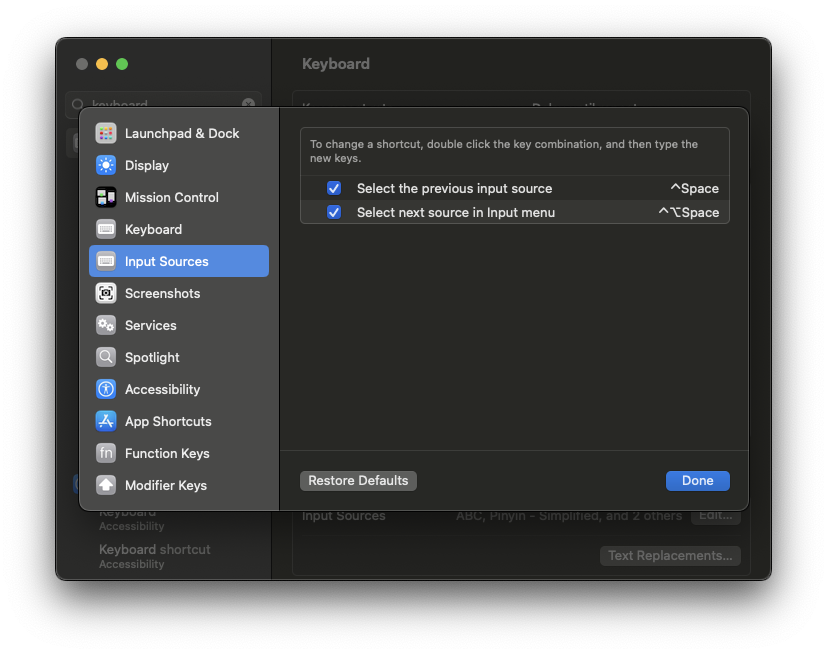 Keyboard
keyboard
Launchpad & Dock
Display
Mission Control
Keyboard
Input Sources
Screenshots
Services
Spotlight
Accessibility
App Shortcuts
fn Function Keys
Modifier Keys
To change a shortcut, double click the key combination, and then type the
new keys.
Select the previous input source ^Space
Select next source in Input menu ^⌥Space
Restore Defaults
Done
Keyboard
Accessibility
Keyboard shortcut
Accessibility
Input Sources ABC, Pinyin – Simplified, and 2 others Edit...
Text Replacements...